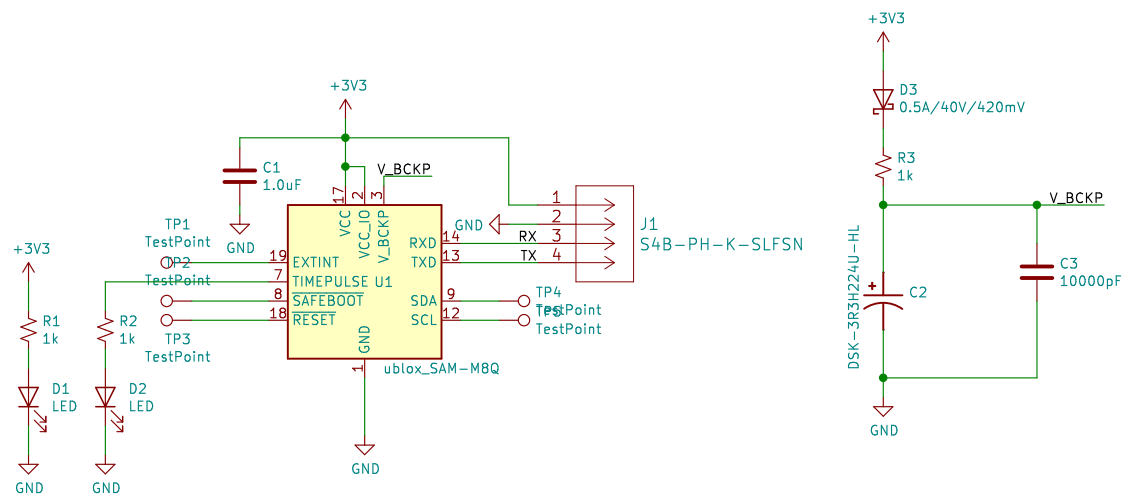 +3V3
D3
0.5A/40V/420mV
R3
1k
V_BCKP
DSK-3R3H224U-HL
C2
C3
10000pF
GND
+3V3
C1
1.0uF
GND
V_BCKP
17
2
3
VCC
VCC_IO
V_BCKP
GND
1
2
3
4
RX
TX
J1
S4B-PH-K-SLFSN
TP1
TestPoint
TP2
TestPoint
TP3
TestPoint
19
7
8
18
EXTINT
TIMEPULSE
SAFEBOOT
RESET
U1
RXD
TXD
SDA
SCL
14
13
9
12
TP4
TestPoint
TP5
TestPoint
GND
1
ublox_SAM-M8Q
GND
+3V3
R1
1k
D1
LED
GND
R2
1k
D2
LED
GND